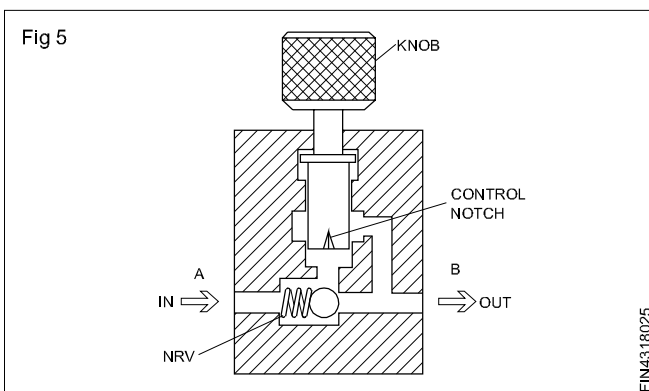 Fig 5
KNOB
CONTROL
NOTCH
A
B
IN
OUT
NRV
FIN4318025